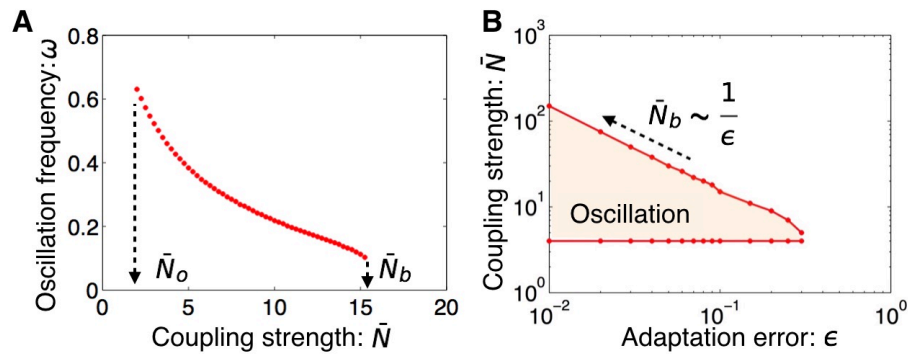 A
Oscillation frequency: ω
0.8
0.6
0.4
0.2
0
N̄o
N̄b
0 5 10 15 20
Coupling strength: N̄
B
Coupling strength: N̄
10³
10²
10¹
10⁰
N̄b ~ 1/ϵ
Oscillation
10⁻² 10⁻¹ 10⁰
Adaptation error: ϵ